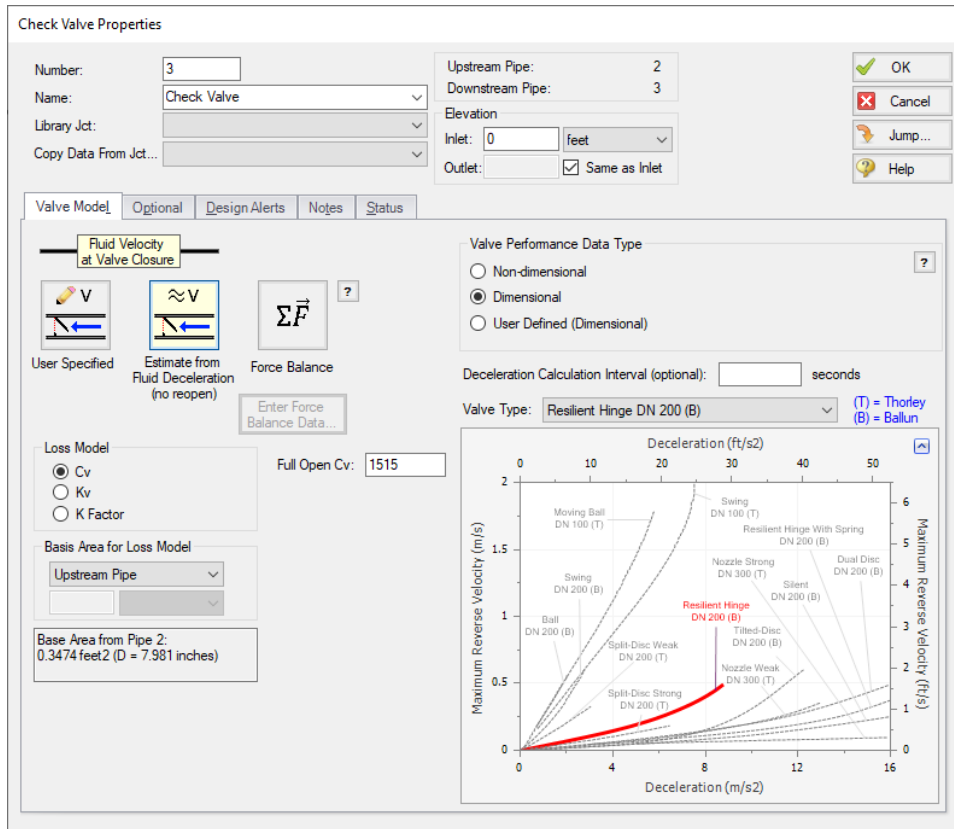 Check Valve Properties
Number: 3
Name: Check Valve
Library Jct:
Copy Data From Jct...
Upstream Pipe: 2
Downstream Pipe: 3
Elevation
Inlet: 0 feet
Outlet: Same as Inlet
OK
Cancel
Jump...
Help
Valve Model Optional Design Alerts Notes Status
Fluid Velocity
at Valve Closure
V
≈V
ΣF⃗
?
User Specified
Estimate from
Fluid Deceleration
(no reopen)
Force Balance
Enter Force
Balance Data...
Loss Model
Cv
Kv
K Factor
Full Open Cv: 1515
Basis Area for Loss Model
Upstream Pipe
Base Area from Pipe 2:
0.3474 feet2 (D = 7.981 inches)
Valve Performance Data Type
?
Non-dimensional
Dimensional
User Defined (Dimensional)
Deceleration Calculation Interval (optional): seconds
Valve Type: Resilient Hinge DN 200 (B)
(T) = Thorley
(B) = Ballun
Deceleration (ft/s2)
0 10 20 30 40 50
Maximum Reverse Velocity (m/s)
2
1.5
1
0.5
0
Moving Ball
DN 100 (T)
Swing
DN 100 (T)
Resilient Hinge With Spring
DN 200 (B)
Dual Disc
DN 200 (B)
Nozzle Strong
DN 300 (T)
Silent
DN 200 (B)
Swing
DN 200 (B)
Resilient Hinge
DN 200 (B)
Ball
DN 200 (B)
Tilted-Disc
DN 200 (B)
Split-Disc Weak
DN 200 (T)
Nozzle Weak
DN 300 (T)
Split-Disc Strong
DN 200 (T)
6
5
4
3
2
1
0
Maximum Reverse Velocity (ft/s)
0 4 8 12 16
Deceleration (m/s2)